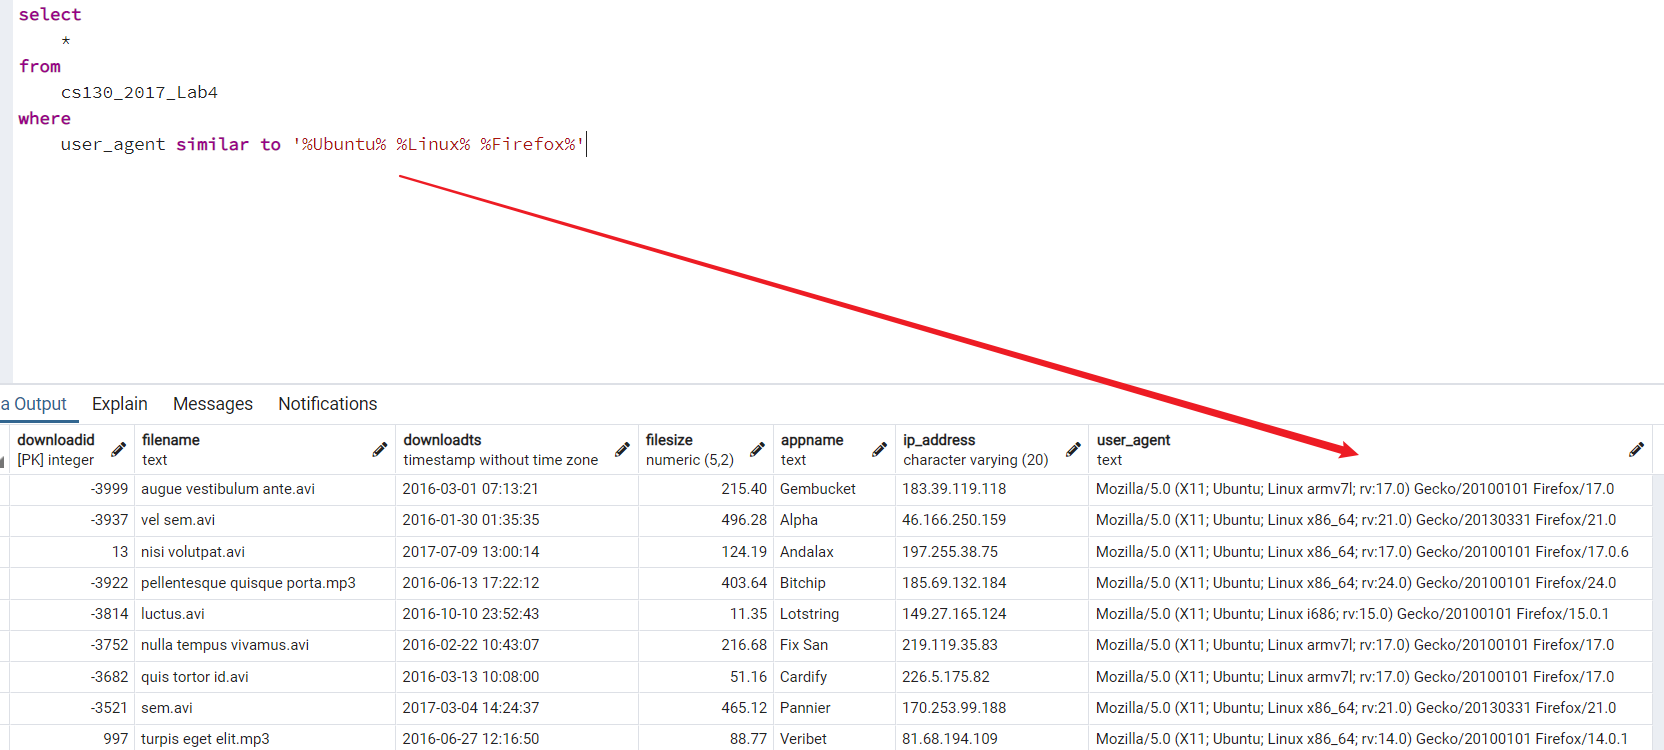 select
*
from
cs130_2017_Lab4
where
user_agent similar to '%Ubuntu% %Linux% %Firefox%'
a Output Explain Messages Notifications
downloadid filename downloadts filesize appname ip_address user_agent
[PK] integer text timestamp without time zone numeric (5,2) text character varying (20) text
-3999 augue vestibulum ante.avi 2016-03-01 07:13:21 215.40 Gembucket 183.39.119.118 Mozilla/5.0 (X11; Ubuntu; Linux armv7l; rv:17.0) Gecko/20100101 Firefox/17.0
-3937 vel sem.avi 2016-01-30 01:35:35 496.28 Alpha 46.166.250.159 Mozilla/5.0 (X11; Ubuntu; Linux x86_64; rv:21.0) Gecko/20130331 Firefox/21.0
13 nisi volutpat.avi 2017-07-09 13:00:14 124.19 Andalax 197.255.38.75 Mozilla/5.0 (X11; Ubuntu; Linux x86_64; rv:17.0) Gecko/20100101 Firefox/17.0.6
-3922 pellentesque quisque porta.mp3 2016-06-13 17:22:12 403.64 Bitchip 185.69.132.184 Mozilla/5.0 (X11; Ubuntu; Linux x86_64; rv:24.0) Gecko/20100101 Firefox/24.0
-3814 luctus.avi 2016-10-10 23:52:43 11.35 Lotstring 149.27.165.124 Mozilla/5.0 (X11; Ubuntu; Linux i686; rv:15.0) Gecko/20100101 Firefox/15.0.1
-3752 nulla tempus vivamus.avi 2016-02-22 10:43:07 216.68 Fix San 219.119.35.83 Mozilla/5.0 (X11; Ubuntu; Linux armv7l; rv:17.0) Gecko/20100101 Firefox/17.0
-3682 quis tortor id.avi 2016-03-13 10:08:00 51.16 Cardify 226.5.175.82 Mozilla/5.0 (X11; Ubuntu; Linux armv7l; rv:17.0) Gecko/20100101 Firefox/17.0
-3521 sem.avi 2017-03-04 14:24:37 465.12 Pannier 170.253.99.188 Mozilla/5.0 (X11; Ubuntu; Linux x86_64; rv:21.0) Gecko/20130331 Firefox/21.0
997 turpis eget elit.mp3 2016-06-27 12:16:50 88.77 Veribet 81.68.194.109 Mozilla/5.0 (X11; Ubuntu; Linux x86_64; rv:14.0) Gecko/20100101 Firefox/14.0.1